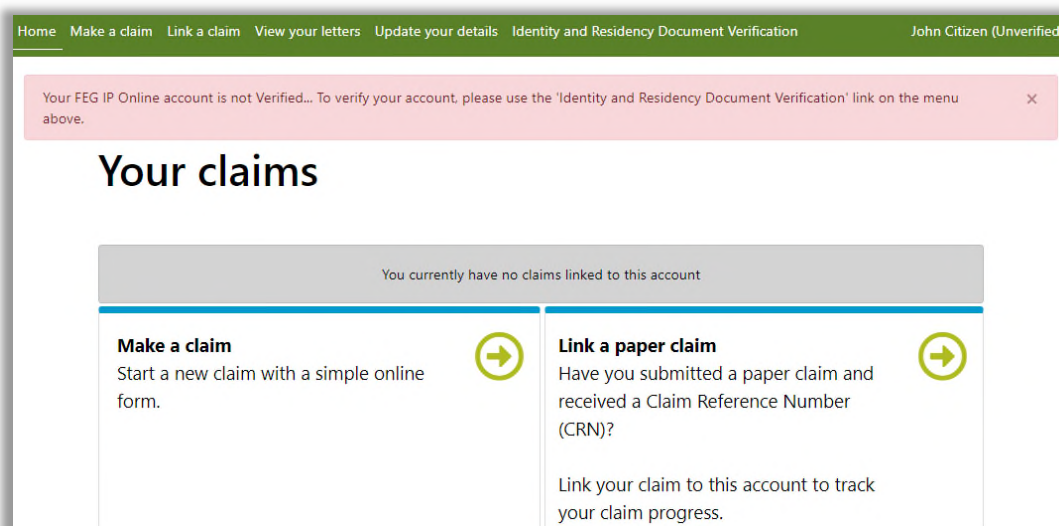 Home Make a claim Link a claim View your letters Update your details Identity and Residency Document Verification John Citizen (Unverified
Your FEG IP Online account is not Verified... To verify your account, please use the 'Identity and Residency Document Verification' link on the menu
above.
×
Your claims
You currently have no claims linked to this account
Make a claim
Start a new claim with a simple online
form.
Link a paper claim
Have you submitted a paper claim and
received a Claim Reference Number
(CRN)?
Link your claim to this account to track
your claim progress.